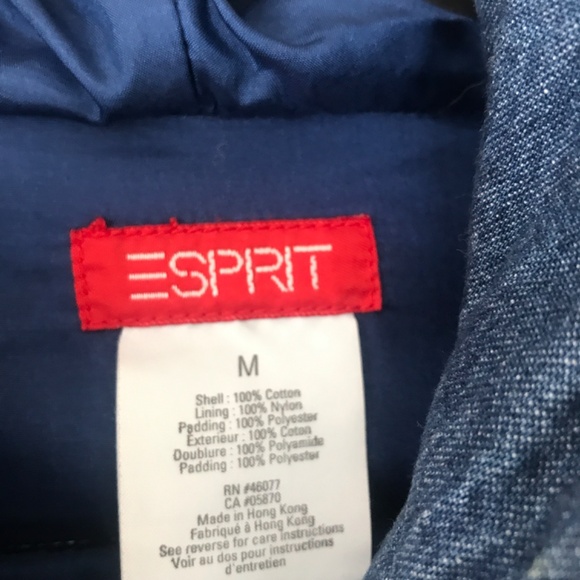 ESPRIT
M
Shell : 100% Cotton
Lining : 100% Nylon
Padding : 100% Polyester
Exterieur : 100% Coton
Doublure : 100% Polyamide
Padding : 100% Polyester
RN #46077
CA #05870
Made in Hong Kong
Fabriqué à Hong Kong
See reverse for care instructions
Voir au dos pour instructions
d'entretien